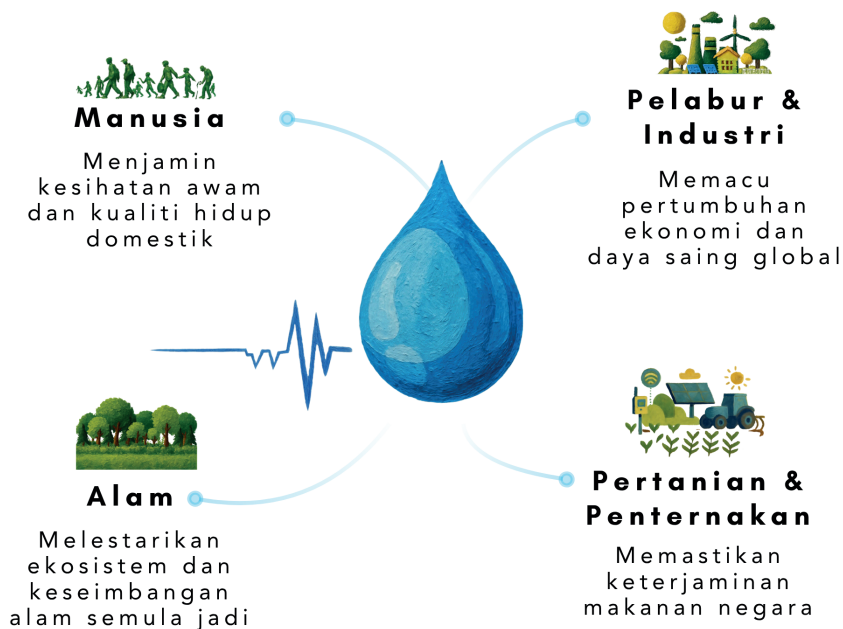 Manusia
Menjamin
kesihatan awam
dan kualiti hidup
domestik
Pelabur &
Industri
Memacu
pertumbuhan
ekonomi dan
daya saing global
Alam
Melestarikan
ekosistem dan
keseimbangan
alam semula jadi
Pertanian &
Penternakan
Memastikan
keterjaminan
makanan negara